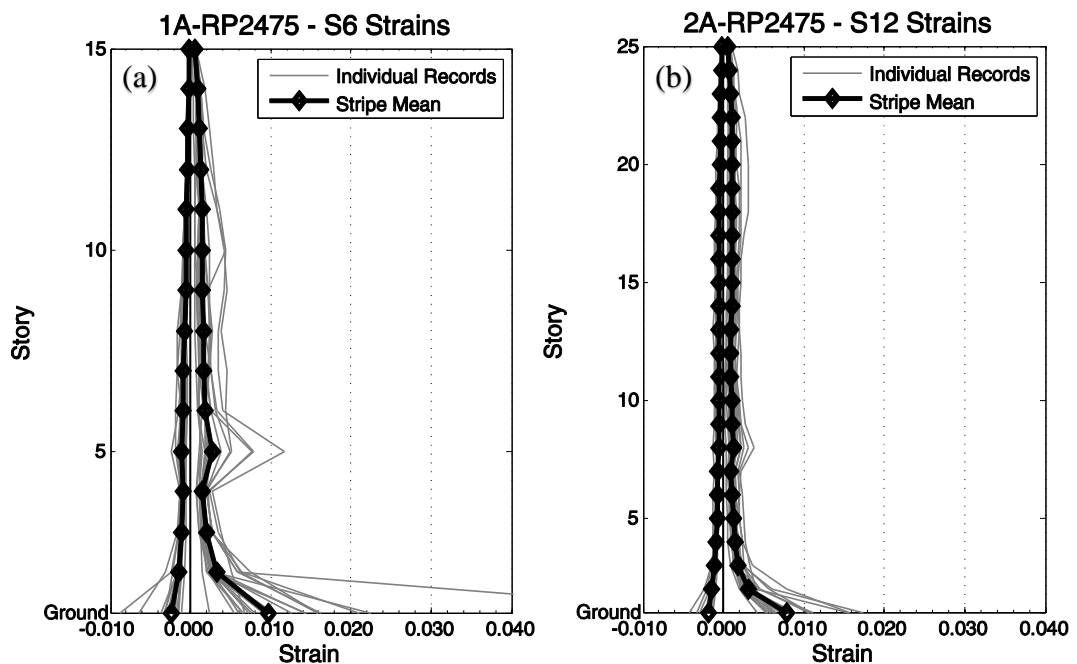 1A-RP2475 - S6 Strains
(a)
Individual Records
Stripe Mean
15
10
5
Ground
Story
-0.010 0.000 0.010 0.020 0.030 0.040
Strain
2A-RP2475 - S12 Strains
(b)
Individual Records
Stripe Mean
25
20
15
10
5
Ground
Story
-0.010 0.000 0.010 0.020 0.030 0.040
Strain